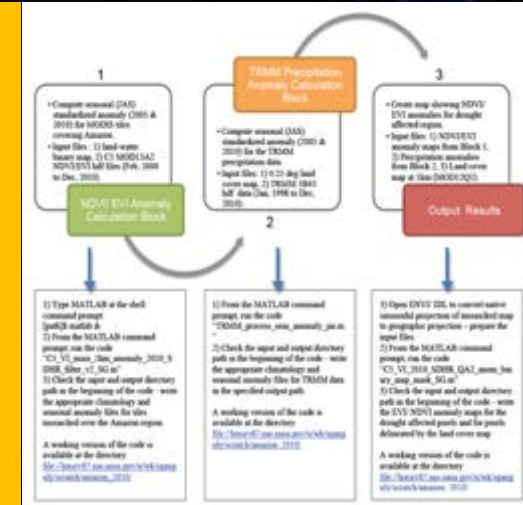 1
• Compute seasonal (JAS)
standardized anomaly (2005 &
2010) for MODIS tiles
covering Amazon.
• Input files: 1) land-water
binary map, 2) C5 MOD13A2
NDVI/EVI hdf files (Feb, 2000
to Dec, 2010).
NDVI/ EVI Anomaly
Calculation Block
TRMM Precipitation
Anomaly Calculation
Block
• Compute seasonal (JAS)
standardized anomaly (2005 &
2010) for the TRMM
precipitation data.
• Input files: 1) 0.25 deg land
cover map, 2) TRMM 3B43
hdf data (Jan, 1998 to Dec,
2010).
2
3
• Create map showing NDVI/
EVI anomalies for drought
affected region.
• Input files: 1) NDVI/EVI
anomaly maps from Block 1,
2) Precipitation anomalies
from Block 2, 3) Land cover
map at 1km
Output Results
1) Type MATLAB at the shell
command prompt
[path]$ matlab &
2) From the MATLAB command
prompt, run the code
3) Check the input and output directory
path in the beginning of the code - write
the appropriate climatology and
seasonal anomaly files for tiles
mosaicked over the Amazon region
A working version of the code is
available at the directory
1) From the MATLAB command
prompt, run the code
2) Check the input and output directory
path in the beginning of the code - write
the appropriate climatology and
seasonal anomaly files for TRMM data
in the specified output path.
A working version of the code is
available at the directory
1) Open ENVI/ IDL to convert native
sinusoidal projection of mosaicked map
to geographic projection – prepare the
input files
2) From the MATLAB command
prompt, run the code
3) Check the input and output directory
path in the beginning of the code - write
the EVI/ NDVI anomaly maps for the
drought affected pixels and for pixels
delineated by the land cover map
A working version of the code is
available at the directory